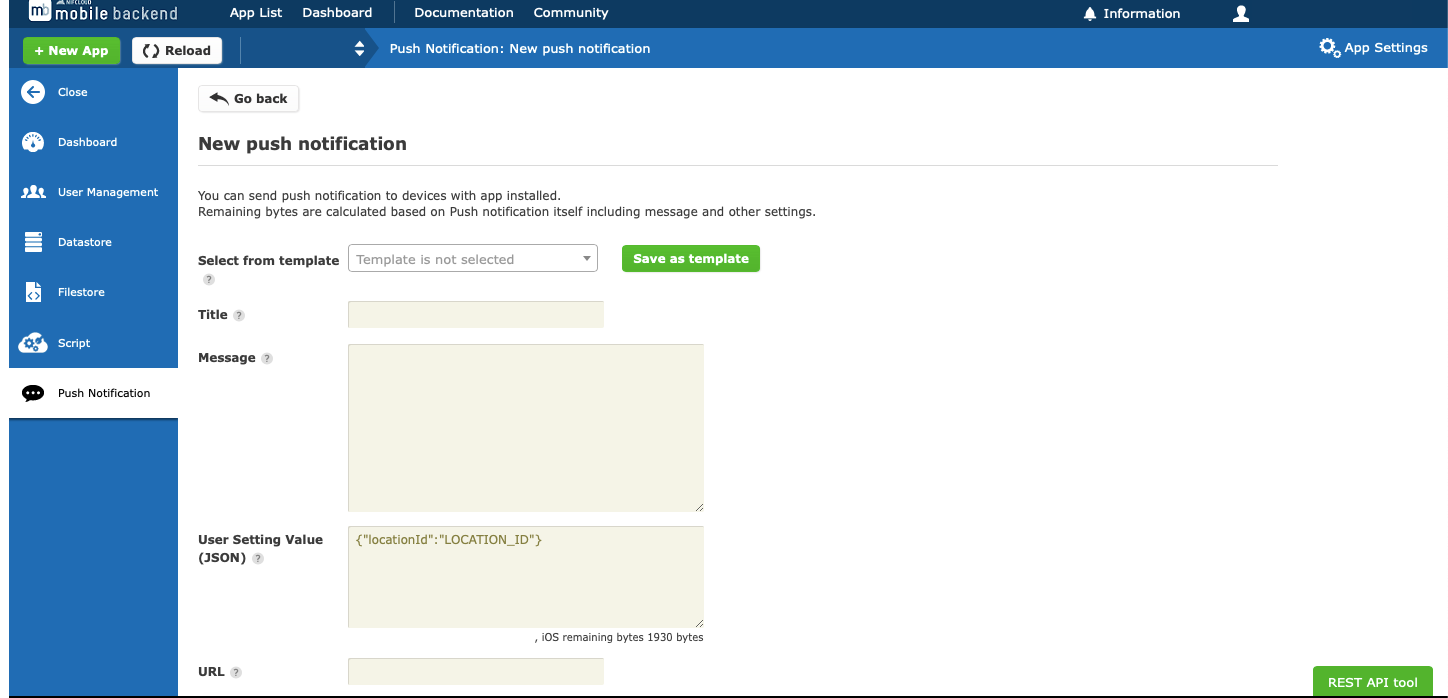 NIFCLOUD
mb mobile backend
App List Dashboard Documentation Community Information
+ New App Reload Push Notification: New push notification App Settings
Close
Dashboard
User Management
Datastore
Filestore
Script
Push Notification
Go back
New push notification
You can send push notification to devices with app installed.
Remaining bytes are calculated based on Push notification itself including message and other settings.
Select from template ? Template is not selected Save as template
Title ?
Message ?
User Setting Value
(JSON) ?
{"locationId":"LOCATION_ID"}
, iOS remaining bytes 1930 bytes
URL ?
REST API tool